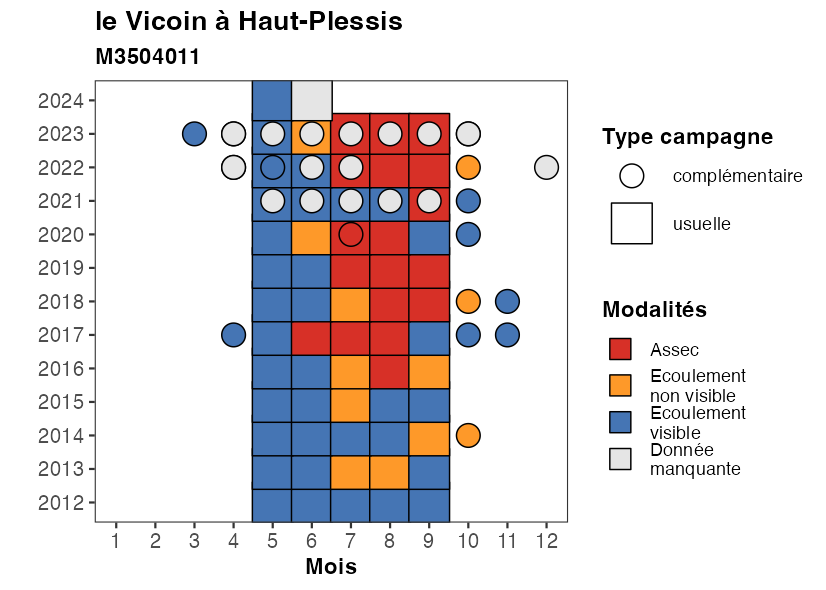 le Vicoin à Haut-Plessis
M3504011
2024
2023
2022
2021
2020
2019
2018
2017
2016
2015
2014
2013
2012
1 2 3 4 5 6 7 8 9 10 11 12
Mois
Type campagne
complémentaire
usuelle
Modalités
Assec
Ecoulement
non visible
Ecoulement
visible
Donnée
manquante